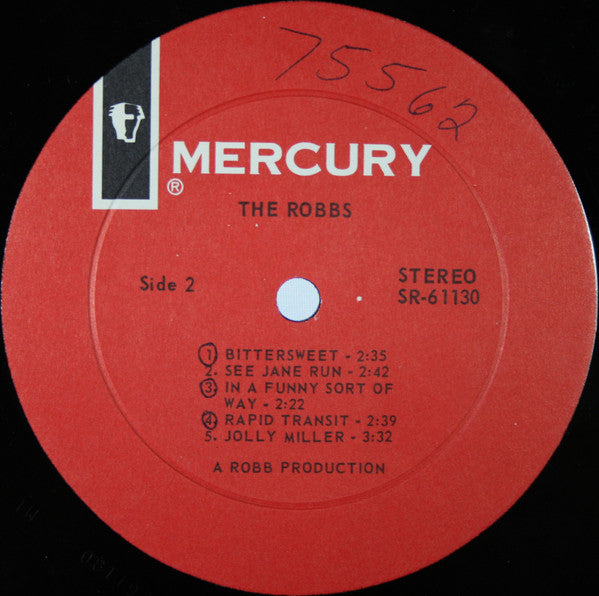 75562
MERCURY
®
THE ROBBS
Side 2
STEREO
SR-61130
1. BITTERSWEET - 2:35
2. SEE JANE RUN - 2:42
3. IN A FUNNY SORT OF
WAY - 2:22
4. RAPID TRANSIT - 2:39
5. JOLLY MILLER - 3:32
A ROBB PRODUCTION